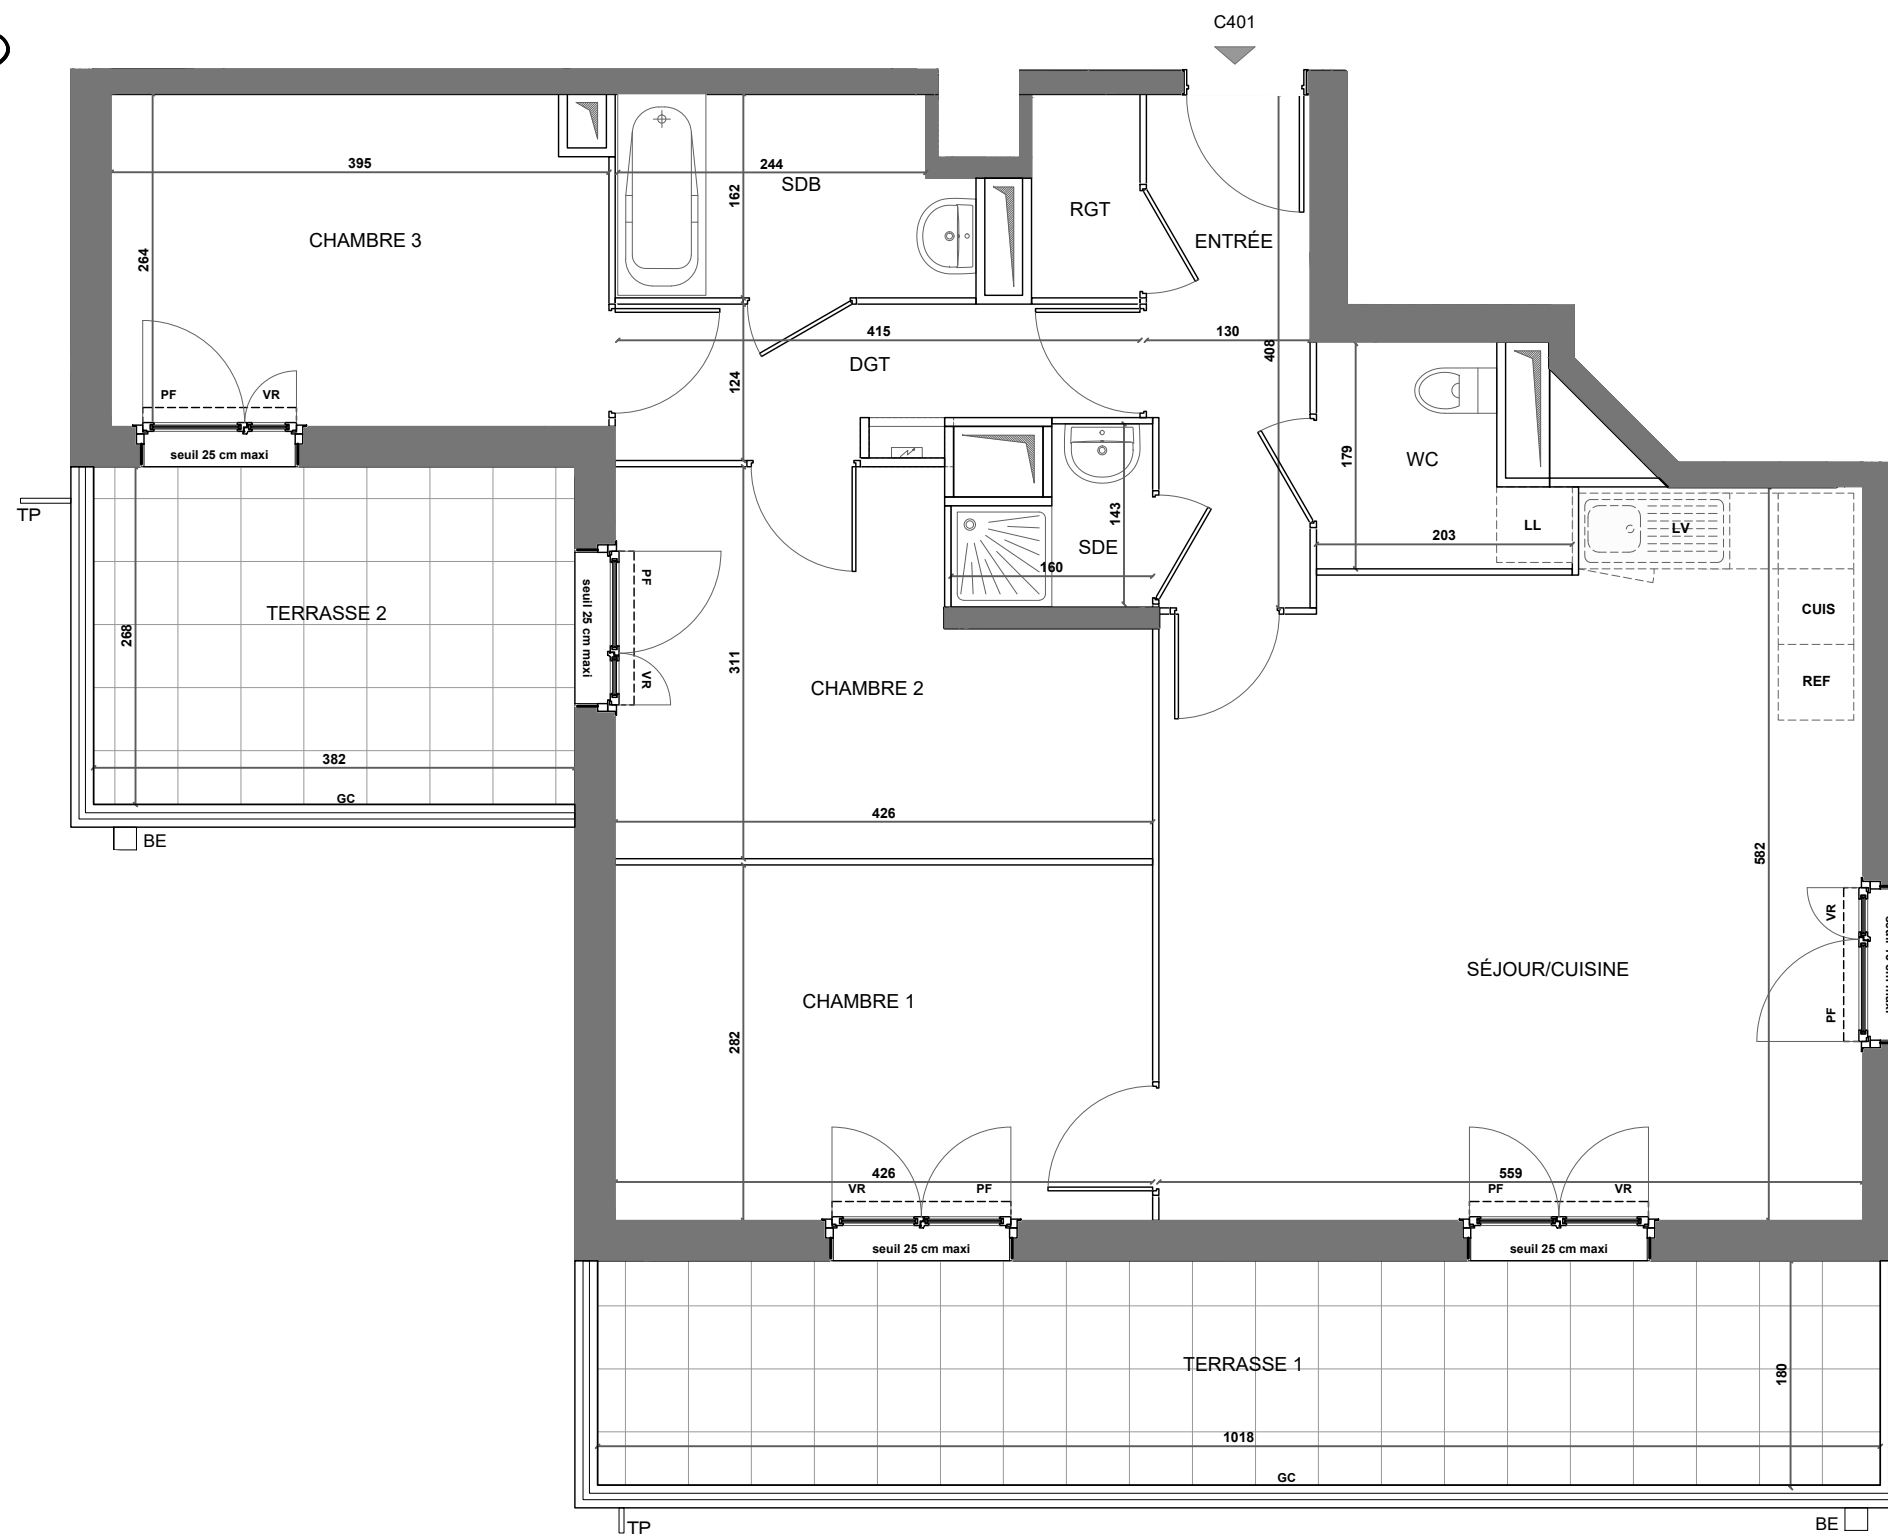 C401
395
244
SDB
162
RGT
CHAMBRE 3
ENTRÉE
264
415
130
408
DGT
124
PF
VR
seuil 25 cm maxi
WC
179
TP
143
LL
LV
203
SDE
160
PF
seuil 25 cm maxi
VR
TERRASSE 2
268
CUIS
REF
311
CHAMBRE 2
382
GC
426
BE
582
VR
PF
SÉJOUR/CUISINE
CHAMBRE 1
282
426
559
VR
PF
PF
VR
seuil 25 cm maxi
seuil 25 cm maxi
TERRASSE 1
180
1018
GC
TP
BE